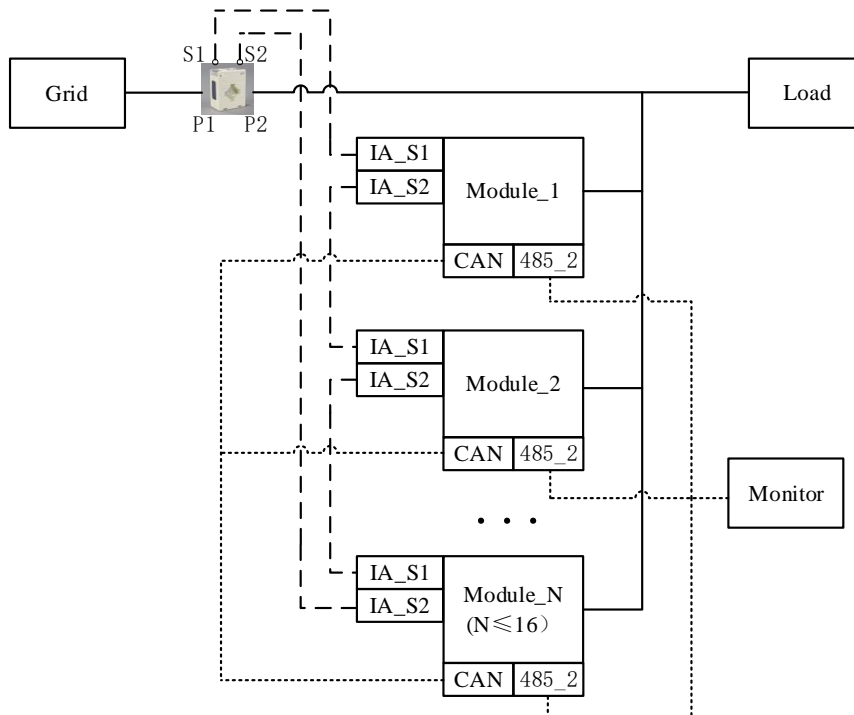 S1 S2
Grid
Load
P1 P2
IA_S1
IA_S2
Module_1
CAN 485_2
IA_S1
IA_S2
Module_2
CAN 485_2
Monitor
• • •
IA_S1
IA_S2
Module_N
(N≤16）
CAN 485_2